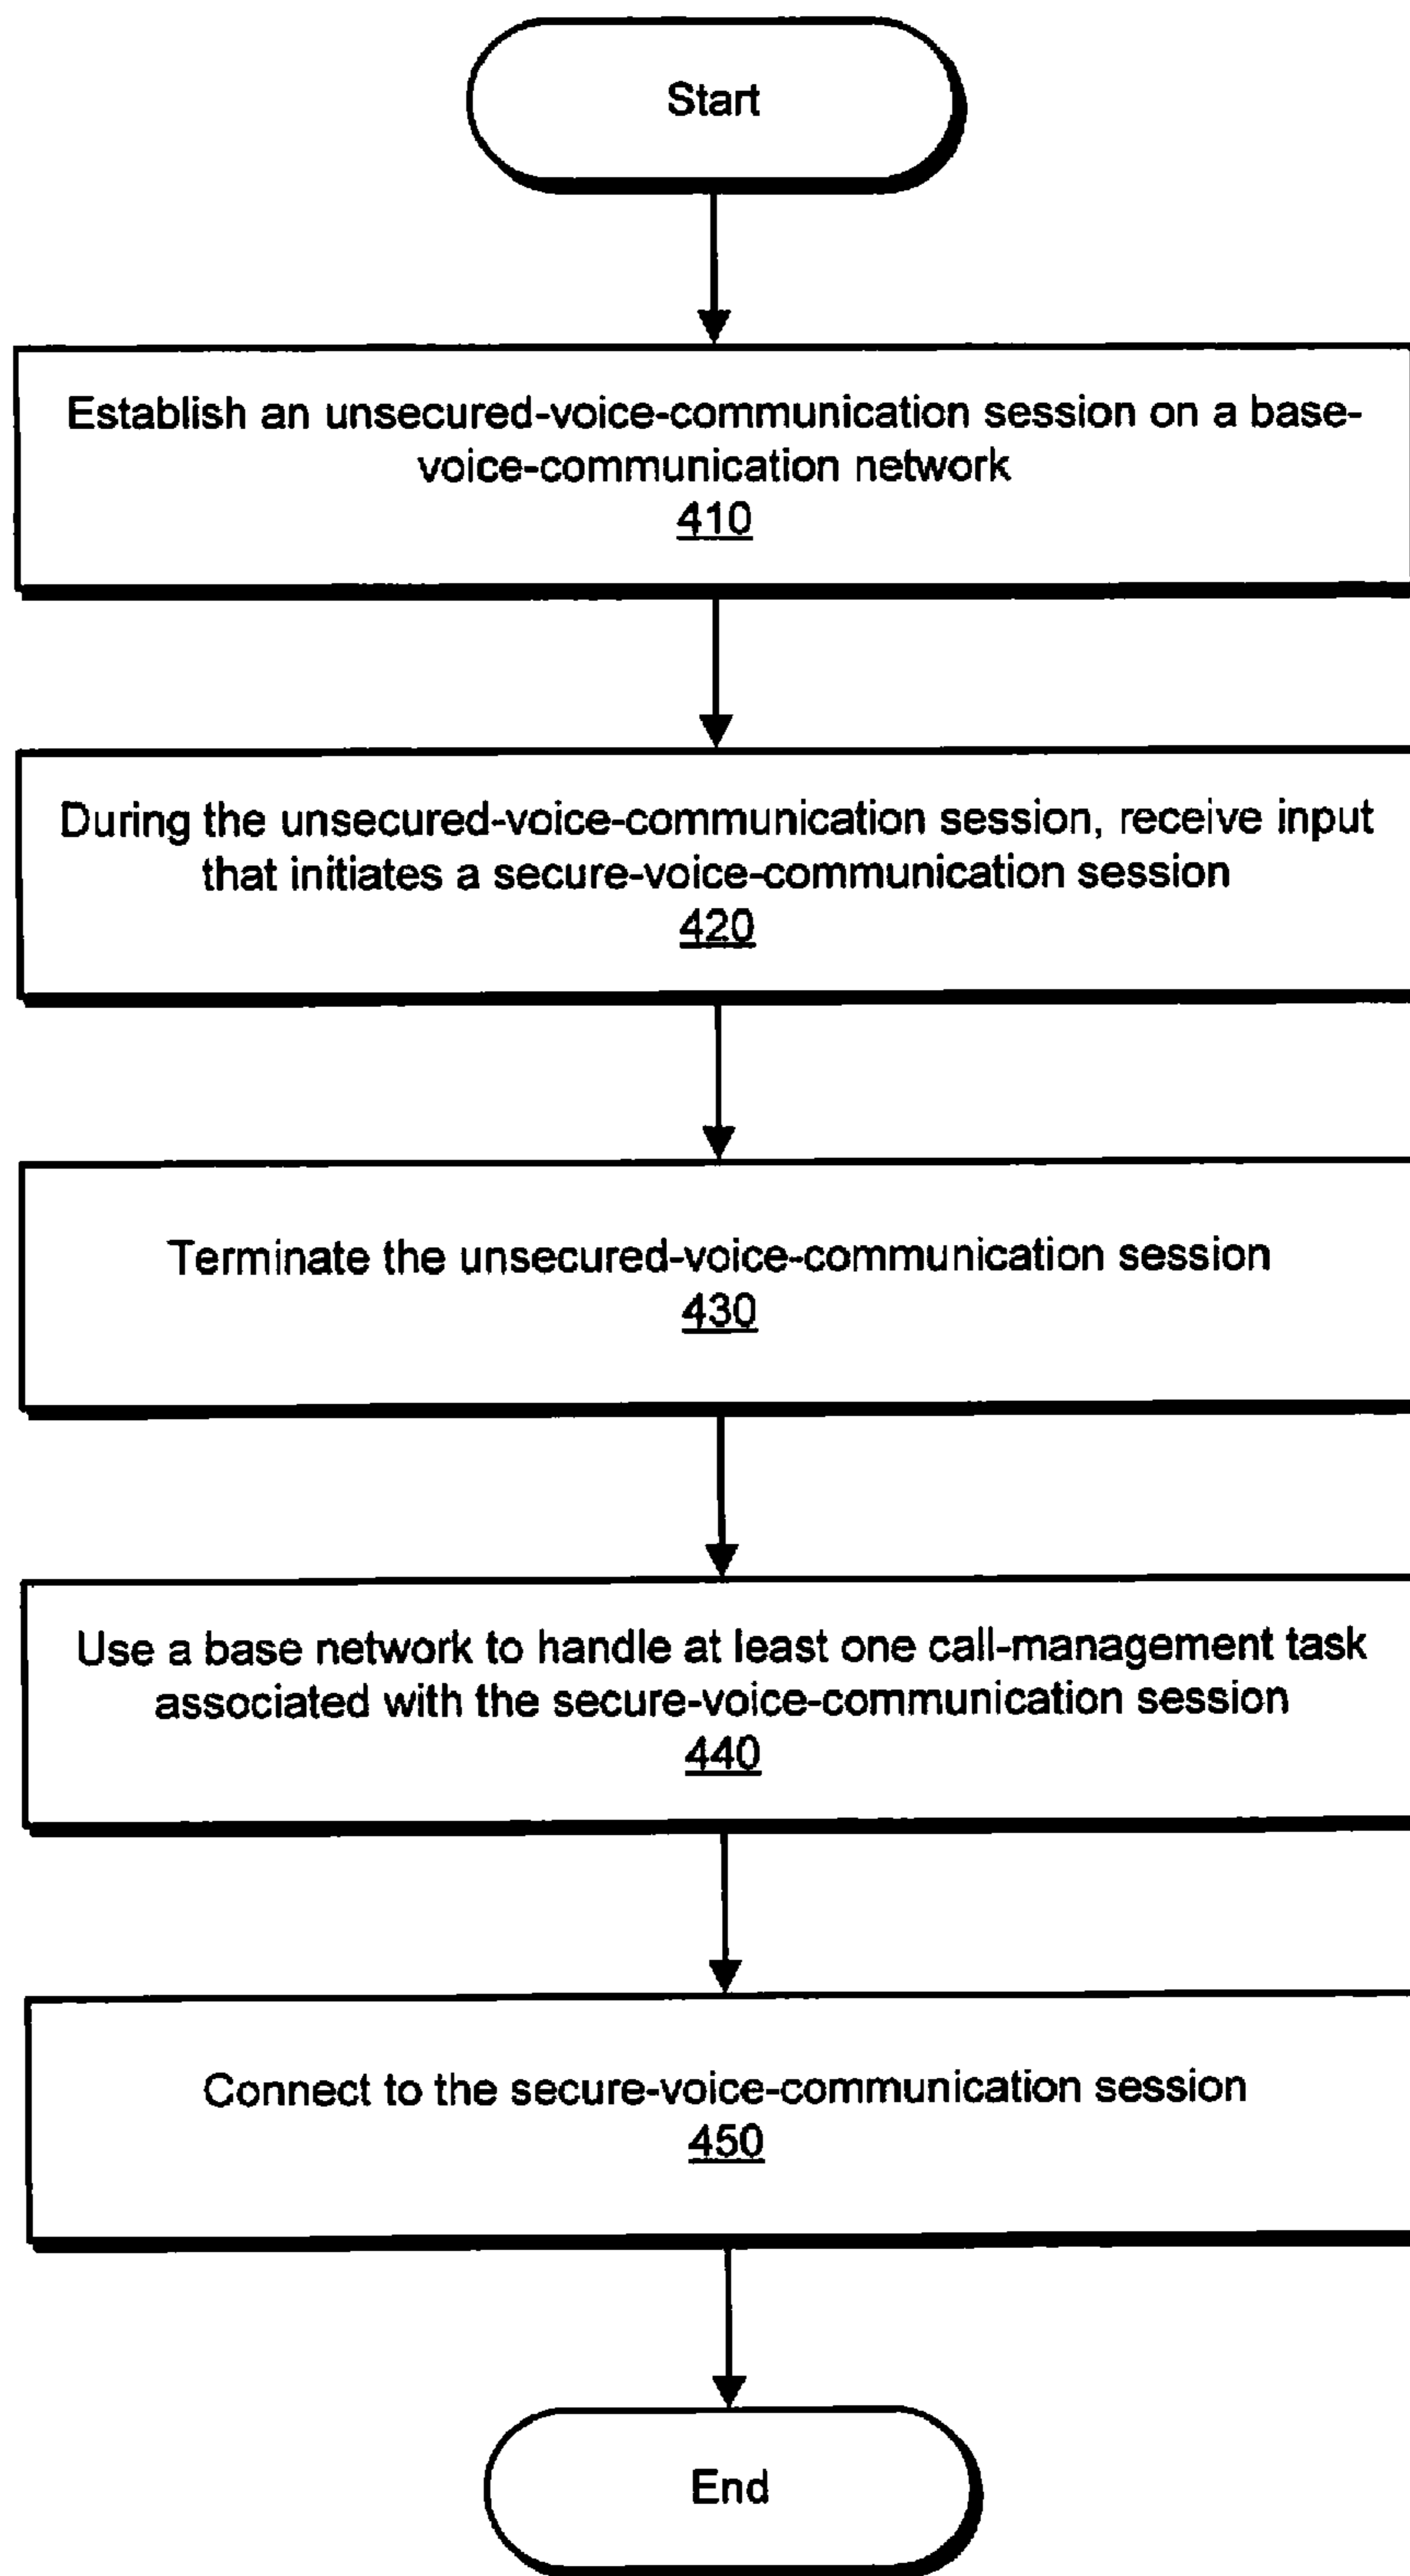 Start
Establish an unsecured-voice-communication session on a base-
voice-communication network
410
During the unsecured-voice-communication session, receive input
that initiates a secure-voice-communication session
420
Terminate the unsecured-voice-communication session
430
Use a base network to handle at least one call-management task
associated with the secure-voice-communication session
440
Connect to the secure-voice-communication session
450
End